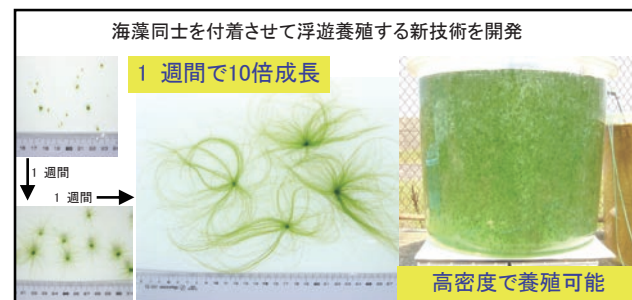 海藻同士を付着させて浮遊養殖する新技術を開発
1 週間で10倍成長
1 週間
1 週間
高密度で養殖可能